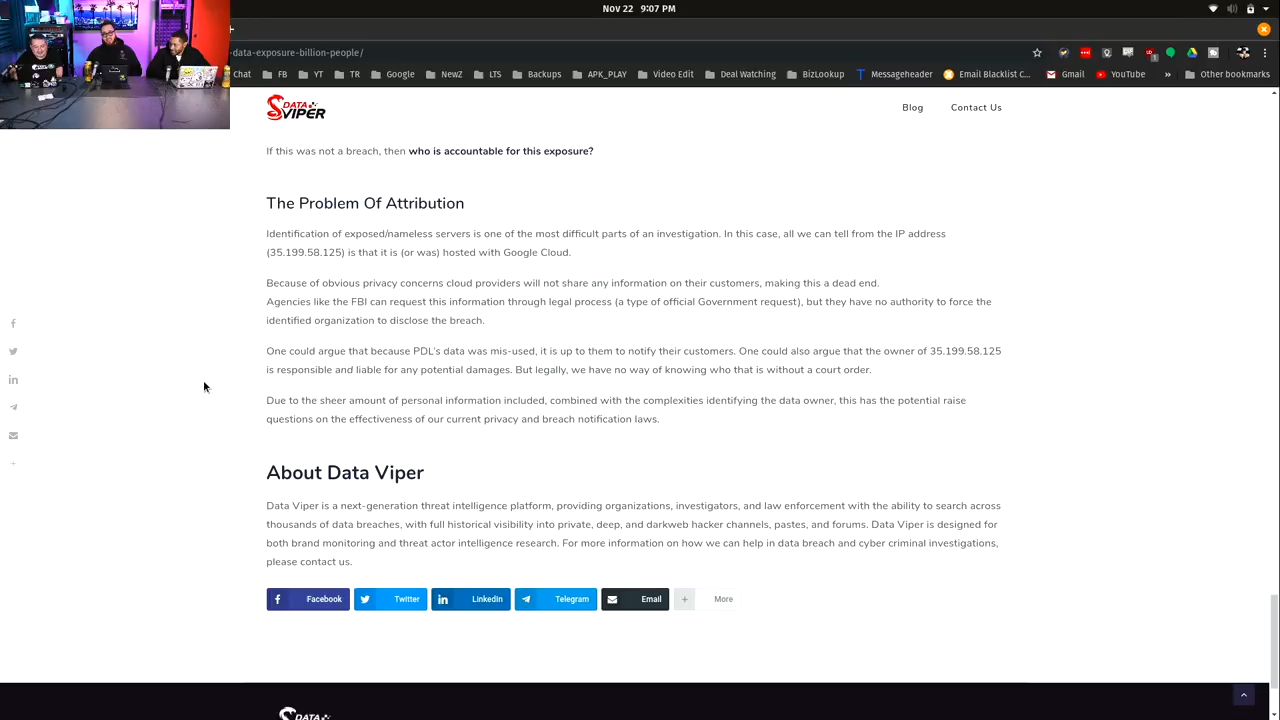 Nov 22 9:07 PM
-data-exposure-billion-people/
Chat FB YT TR Google NewZ LTS Backups APK_PLAY Video Edit Deal Watching BizLookup MessageHeader Email Blacklist C... Gmail YouTube » Other bookmarks
DATA VIPER
Blog Contact Us
If this was not a breach, then who is accountable for this exposure?
The Problem Of Attribution
Identification of exposed/nameless servers is one of the most difficult parts of an investigation. In this case, all we can tell from the IP address
(35.199.58.125) is that it is (or was) hosted with Google Cloud.
Because of obvious privacy concerns cloud providers will not share any information on their customers, making this a dead end.
Agencies like the FBI can request this information through legal process (a type of official Government request), but they have no authority to force the
identified organization to disclose the breach.
One could argue that because PDL's data was mis-used, it is up to them to notify their customers. One could also argue that the owner of 35.199.58.125
is responsible and liable for any potential damages. But legally, we have no way of knowing who that is without a court order.
Due to the sheer amount of personal information included, combined with the complexities identifying the data owner, this has the potential raise
questions on the effectiveness of our current privacy and breach notification laws.
About Data Viper
Data Viper is a next-generation threat intelligence platform, providing organizations, investigators, and law enforcement with the ability to search across
thousands of data breaches, with full historical visibility into private, deep, and darkweb hacker channels, pastes, and forums. Data Viper is designed for
both brand monitoring and threat actor intelligence research. For more information on how we can help in data breach and cyber criminal investigations,
please contact us.
Facebook Twitter LinkedIn Telegram Email + More
DATA